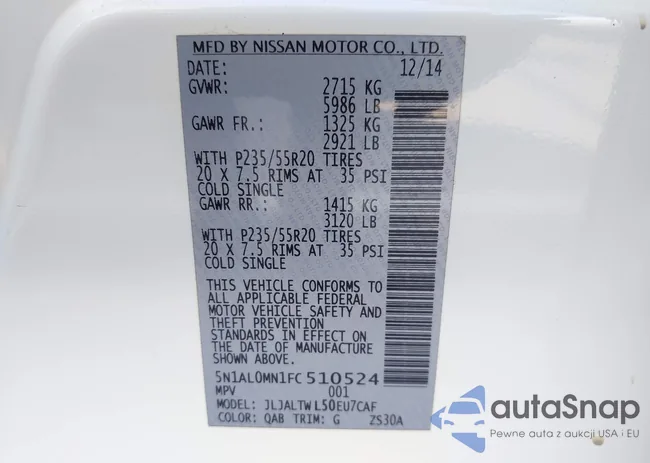 MFD BY NISSAN MOTOR CO., LTD.
DATE: 12/14
GVWR: 2715 KG
5986 LB
GAWR FR.: 1325 KG
2921 LB
WITH P235/55R20 TIRES
20 X 7.5 RIMS AT 35 PSI
COLD SINGLE
GAWR RR.: 1415 KG
3120 LB
WITH P235/55R20 TIRES
20 X 7.5 RIMS AT 35 PSI
COLD SINGLE
THIS VEHICLE CONFORMS TO
ALL APPLICABLE FEDERAL
MOTOR VEHICLE SAFETY AND
THEFT PREVENTION
STANDARDS IN EFFECT ON
THE DATE OF MANUFACTURE
SHOWN ABOVE.
5N1AL0MN1FC510524
MPV 001
MODEL: JLJALTWL50EU7CAF
COLOR: QAB TRIM: G ZS30A
autoSnap
Pewne auta z aukcji USA i EU